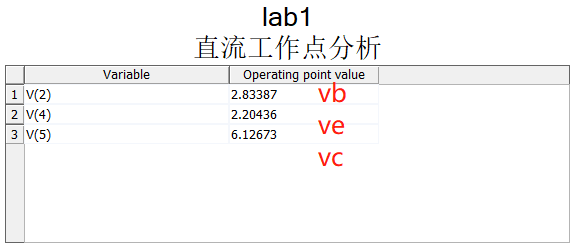 lab1
直流工作点分析
Variable Operating point value
1 V(2) 2.83387 vb
2 V(4) 2.20436 ve
3 V(5) 6.12673 vc